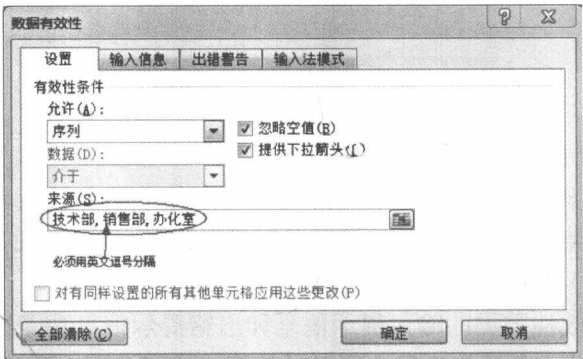 数据有效性
设置 输入信息 出错警告 输入法模式
有效性条件
允许(A):
序列
忽略空值(B)
数据(D):
提供下拉箭头(I)
介于
来源(S):
技术部,销售部,办化室
必须用英文逗号分隔
对有同样设置的所有其他单元格应用这些更改(P)
全部清除(C) 确定 取消